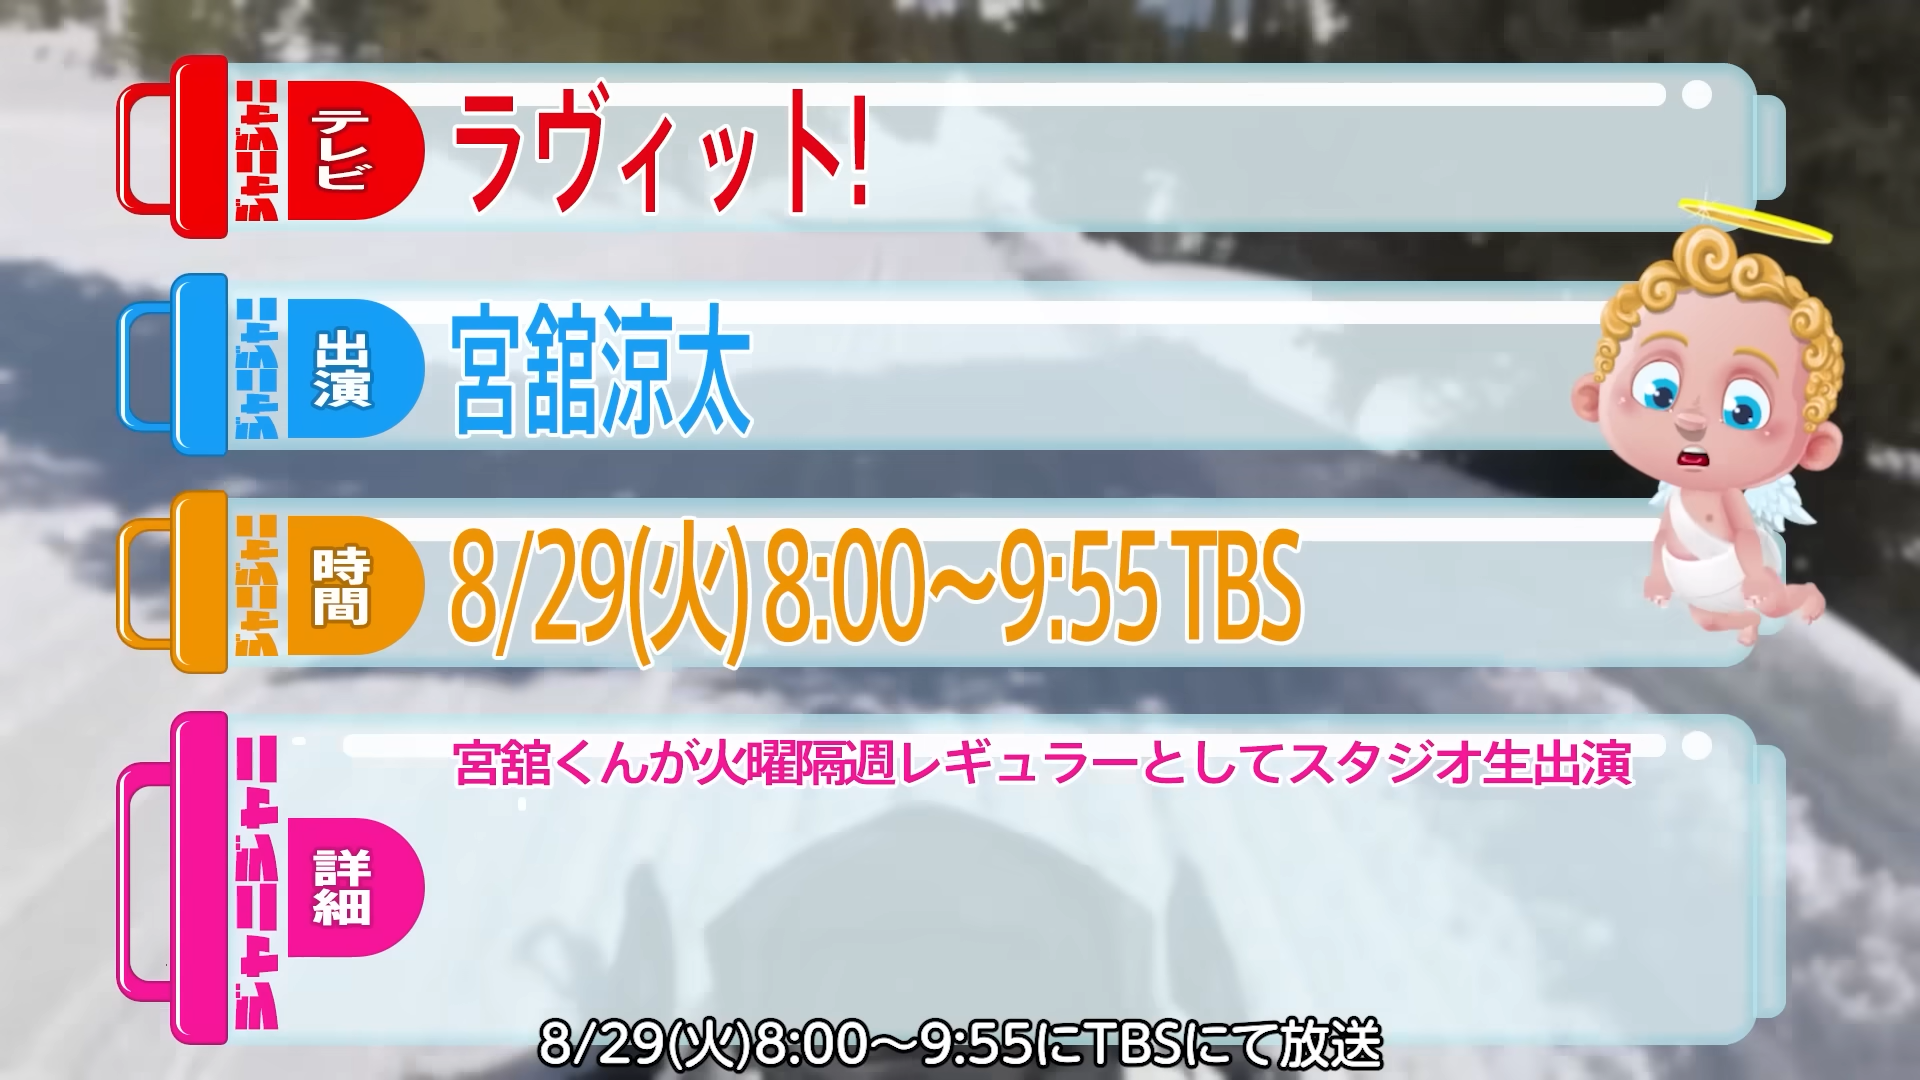 テレビ
ラヴィット!
出演
宮舘涼太
時間
8/29(火) 8:00～9:55 TBS
詳細
宮舘くんが火曜隔週レギュラーとしてスタジオ生出演
8/29(火)8:00～9:55にTBSにて放送